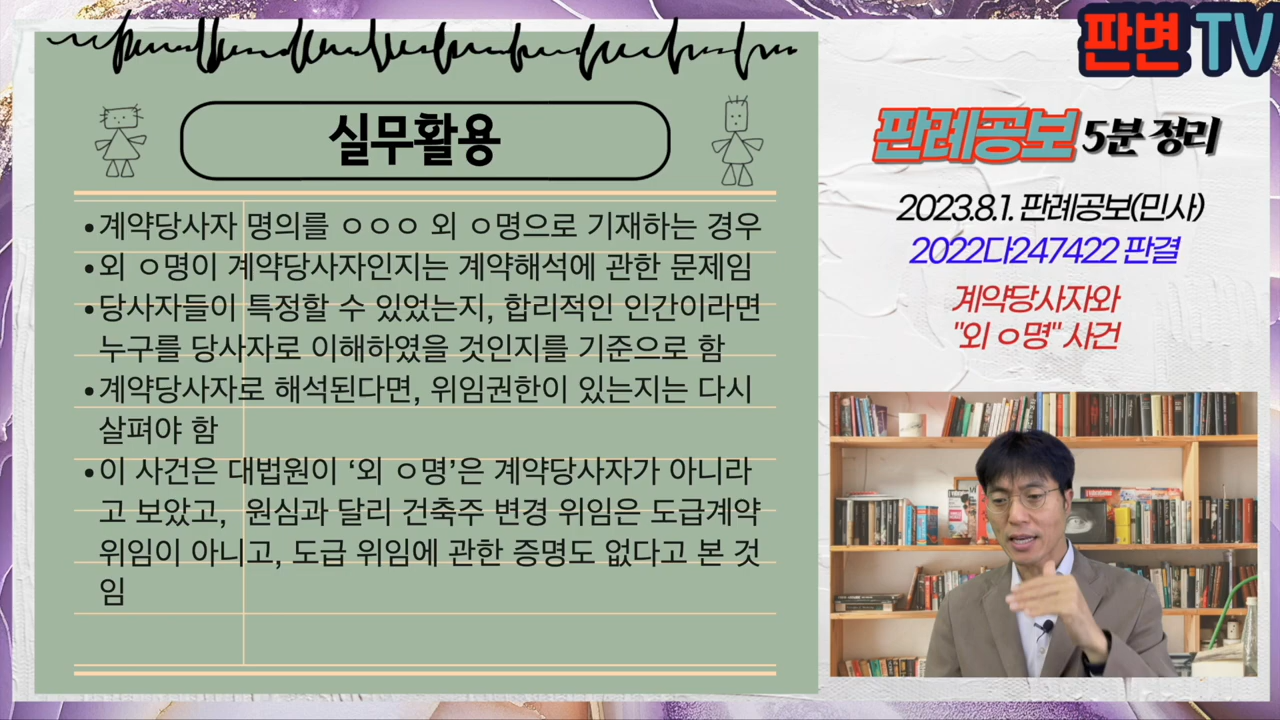 판변 TV
실무활용
•계약당사자 명의를 ㅇㅇㅇ 외 ㅇ명으로 기재하는 경우
•외 ㅇ명이 계약당사자인지는 계약해석에 관한 문제임
•당사자들이 특정할 수 있었는지, 합리적인 인간이라면
누구를 당사자로 이해하였을 것인지를 기준으로 함
•계약당사자로 해석된다면, 위임권한이 있는지는 다시
살펴야 함
•이 사건은 대법원이 ‘외 ㅇ명’은 계약당사자가 아니라
고 보았고, 원심과 달리 건축주 변경 위임은 도급계약
위임이 아니고, 도급 위임에 관한 증명도 없다고 본 것
임
판례공보 5분 정리
2023.8.1. 판례공보(민사)
2022다247422 판결
계약당사자와
"외 ㅇ명" 사건